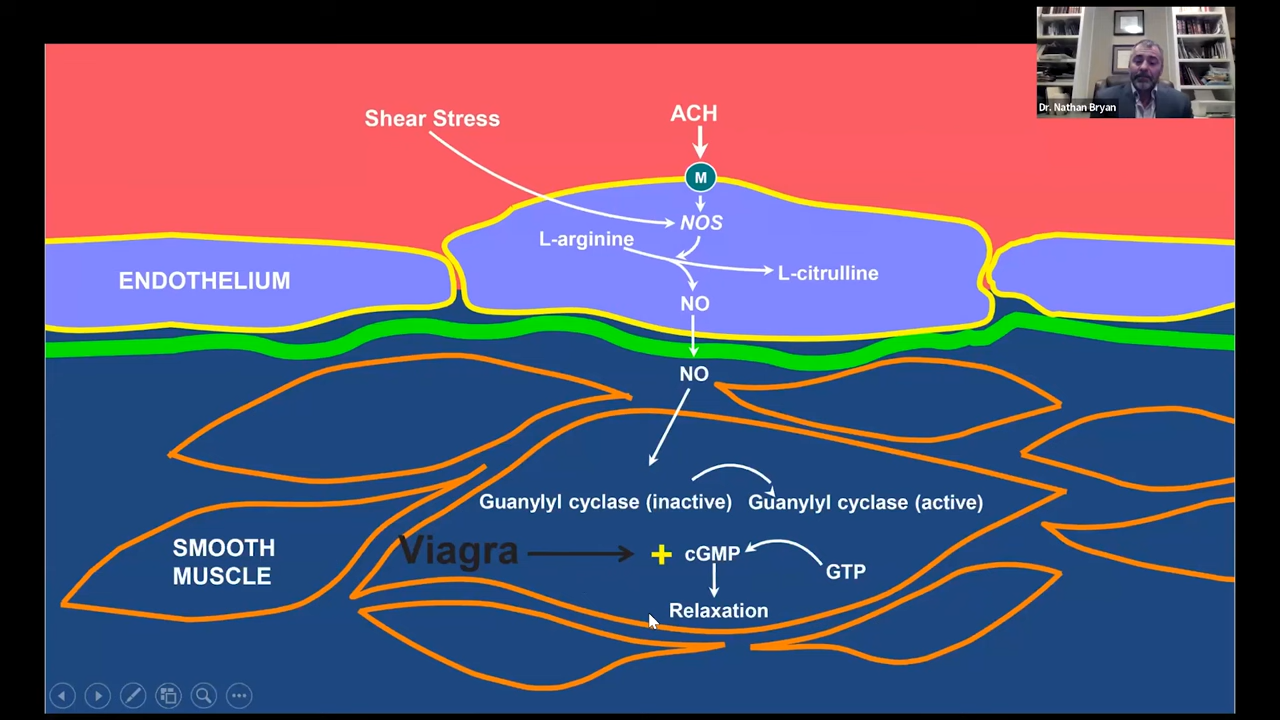 Dr. Nathan Bryan
Shear Stress
ACH
M
NOS
L-arginine
L-citrulline
ENDOTHELIUM
NO
NO
Guanylyl cyclase (inactive)
Guanylyl cyclase (active)
Viagra
+
cGMP
GTP
SMOOTH
MUSCLE
Relaxation